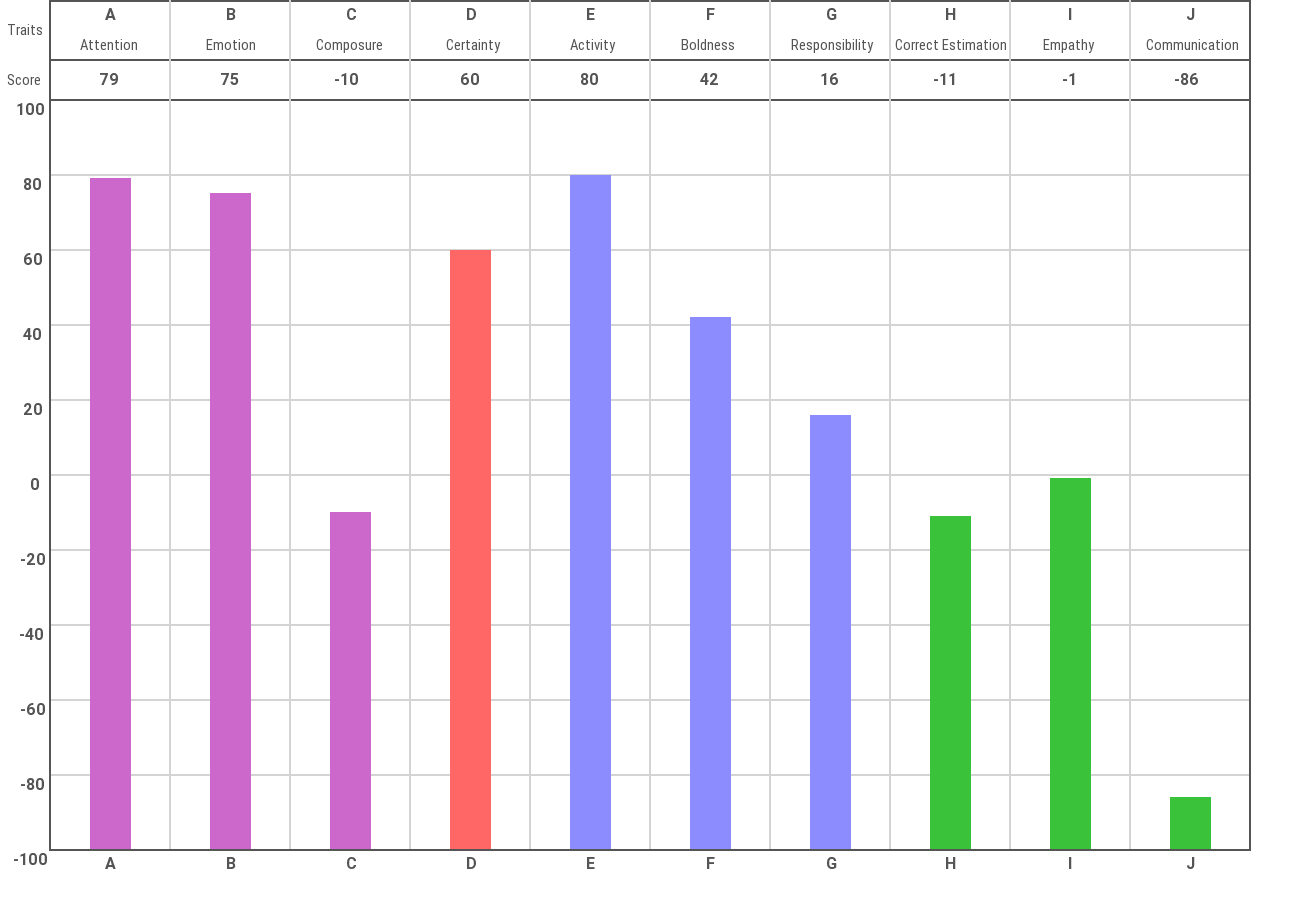 A B C D E F G H I J
Traits
Attention Emotion Composure Certainty Activity Boldness Responsibility Correct Estimation Empathy Communication
Score 79 75 -10 60 80 42 16 -11 -1 -86
100
80
60
40
20
0
-20
-40
-60
-80
-100
A B C D E F G H I J